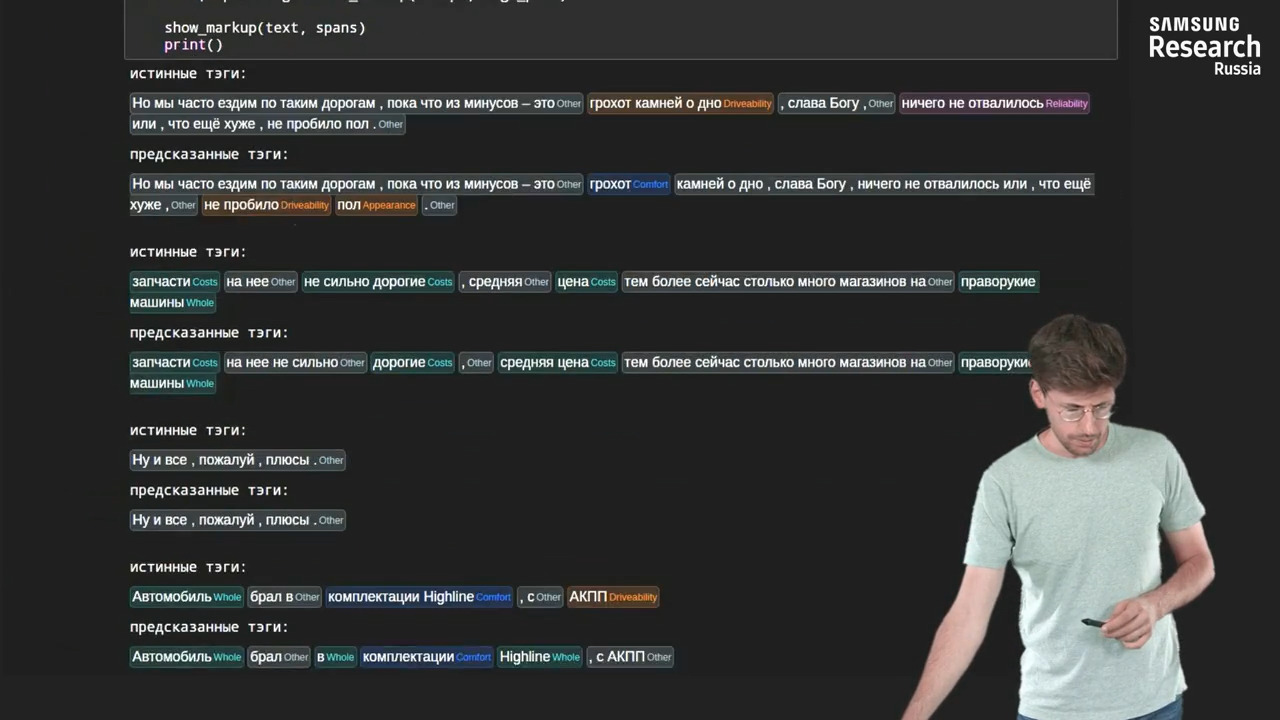 show_markup(text, spans)
print()
SAMSUNG
Research
Russia
истинные тэги:
Но мы часто ездим по таким дорогам , пока что из минусов – это Other грохот камней о дно Driveability , слава Богу , Other ничего не отвалилось Reliability
или , что ещё хуже , не пробило пол . Other
предсказанные тэги:
Но мы часто ездим по таким дорогам , пока что из минусов – это Other грохот Comfort камней о дно , слава Богу , ничего не отвалилось или , что ещё
хуже , Other не пробило Driveability пол Appearance . Other
истинные тэги:
запчасти Costs на нее Other не сильно дорогие Costs , средняя Other цена Costs тем более сейчас столько много магазинов на Other праворукие
машины Whole
предсказанные тэги:
запчасти Costs на нее не сильно Other дорогие Costs , Other средняя цена Costs тем более сейчас столько много магазинов на Other праворукие
машины Whole
истинные тэги:
Ну и все , пожалуй , плюсы . Other
предсказанные тэги:
Ну и все , пожалуй , плюсы . Other
истинные тэги:
Автомобиль Whole брал в Other комплектации Highline Comfort , с Other АКПП Driveability
предсказанные тэги:
Автомобиль Whole брал Other в Whole комплектации Comfort Highline Whole , с АКПП Other